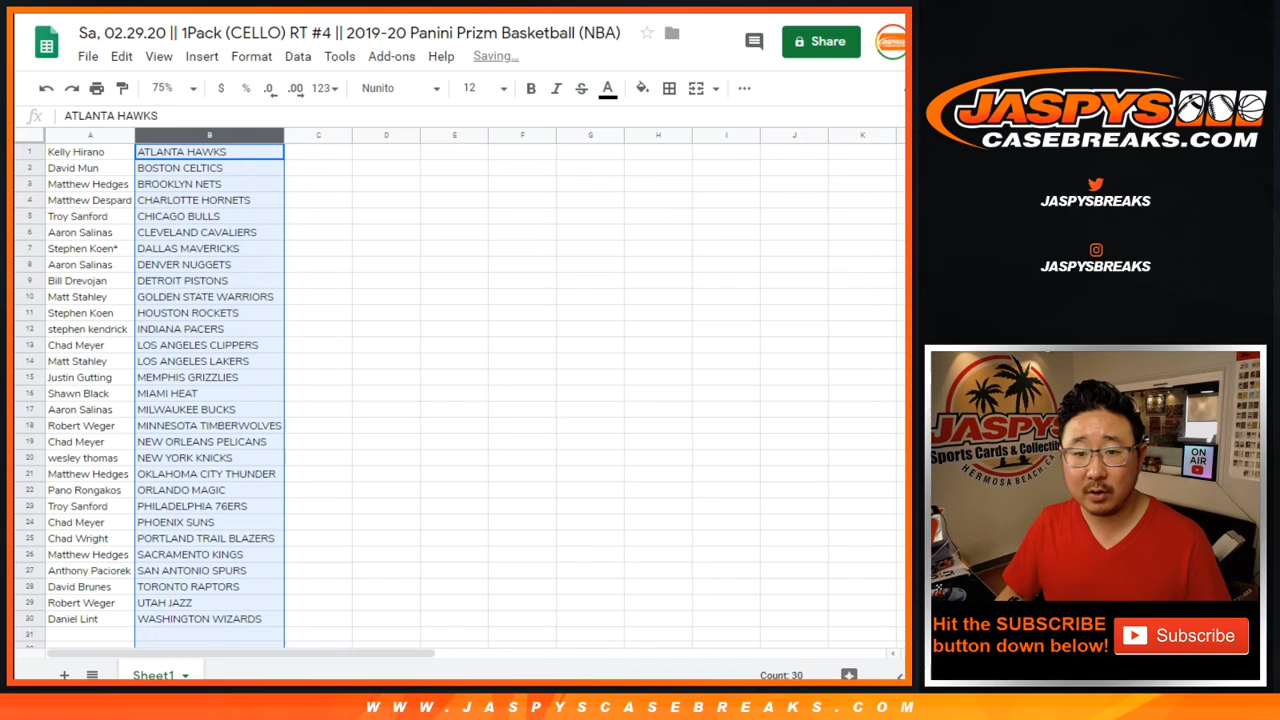 Sa, 02.29.20 || 1Pack (CELLO) RT #4 || 2019-20 Panini Prizm Basketball (NBA)
File Edit View Insert Format Data Tools Add-ons Help Saving...
Share
75% $ % .0 .00 123 Nunito 12 B I S A
fx ATLANTA HAWKS
A B C D E F G H I J K
1 Kelly Hirano ATLANTA HAWKS
2 David Mun BOSTON CELTICS
3 Matthew Hedges BROOKLYN NETS
4 Matthew Despard CHARLOTTE HORNETS
5 Troy Sanford CHICAGO BULLS
6 Aaron Salinas CLEVELAND CAVALIERS
7 Stephen Koen* DALLAS MAVERICKS
8 Aaron Salinas DENVER NUGGETS
9 Bill Drevojan DETROIT PISTONS
10 Matt Stahley GOLDEN STATE WARRIORS
11 Stephen Koen HOUSTON ROCKETS
12 stephen kendrick INDIANA PACERS
13 Chad Meyer LOS ANGELES CLIPPERS
14 Matt Stahley LOS ANGELES LAKERS
15 Justin Gutting MEMPHIS GRIZZLIES
16 Shawn Black MIAMI HEAT
17 Aaron Salinas MILWAUKEE BUCKS
18 Robert Weger MINNESOTA TIMBERWOLVES
19 Chad Meyer NEW ORLEANS PELICANS
20 wesley thomas NEW YORK KNICKS
21 Matthew Hedges OKLAHOMA CITY THUNDER
22 Pano Rongakos ORLANDO MAGIC
23 Troy Sanford PHILADELPHIA 76ERS
24 Chad Meyer PHOENIX SUNS
25 Chad Wright PORTLAND TRAIL BLAZERS
26 Matthew Hedges SACRAMENTO KINGS
27 Anthony Paciorek SAN ANTONIO SPURS
28 David Brunes TORONTO RAPTORS
29 Robert Weger UTAH JAZZ
30 Daniel Lint WASHINGTON WIZARDS
31
Sheet1
Count: 30
JASPYS
CASEBREAKS.COM
JASPYSBREAKS
JASPYSBREAKS
JASPYS
Sports Cards & Collectibl
HERMOSA BEACH, CA
ON
AIR
Hit the SUBSCRIBE
button down below!
Subscribe
WWW.JASPYSCASEBREAKS.COM